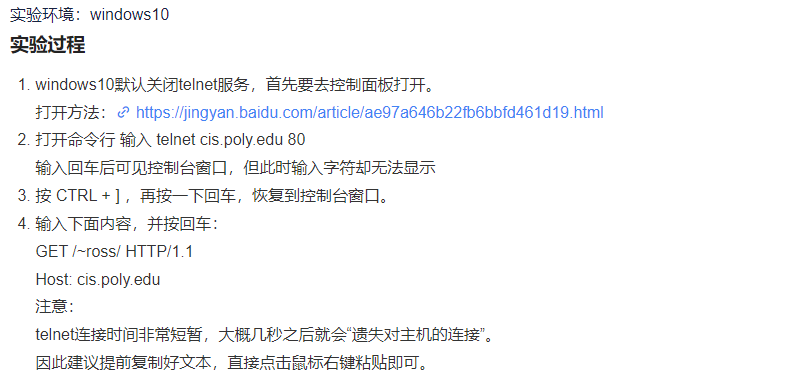 实验环境：windows10
实验过程
1. windows10默认关闭telnet服务，首先要去控制面板打开。
打开方法： https://jingyan.baidu.com/article/ae97a646b22fb6bbfd461d19.html
2. 打开命令行 输入 telnet cis.poly.edu 80
输入回车后可见控制台窗口，但此时输入字符却无法显示
3. 按 CTRL + ] ，再按一下回车，恢复到控制台窗口。
4. 输入下面内容，并按回车：
GET /~ross/ HTTP/1.1
Host: cis.poly.edu
注意：
telnet连接时间非常短暂，大概几秒之后就会“遗失对主机的连接”。
因此建议提前复制好文本，直接点击鼠标右键粘贴即可。